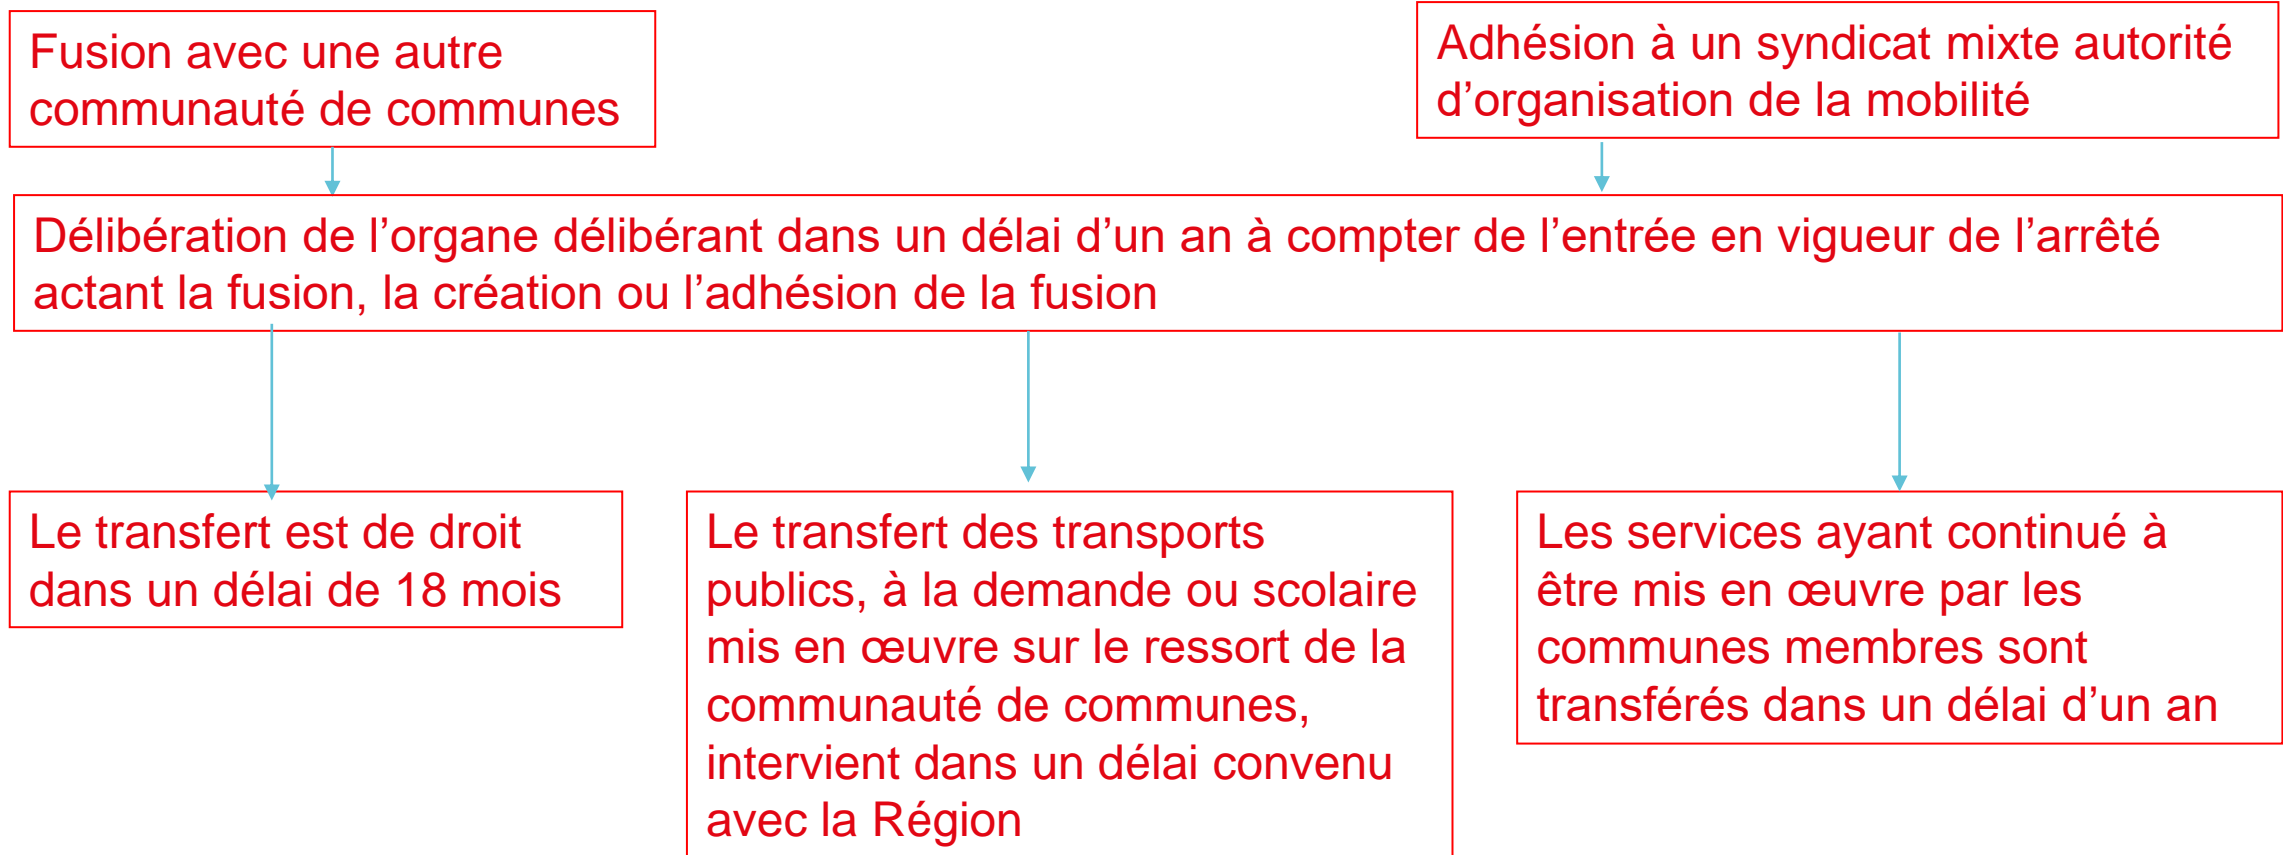 Fusion avec une autre
communauté de communes
Adhésion à un syndicat mixte autorité
d’organisation de la mobilité
Délibération de l’organe délibérant dans un délai d’un an à compter de l’entrée en vigueur de l’arrêté
actant la fusion, la création ou l’adhésion de la fusion
Le transfert est de droit
dans un délai de 18 mois
Le transfert des transports
publics, à la demande ou scolaire
mis en œuvre sur le ressort de la
communauté de communes,
intervient dans un délai convenu
avec la Région
Les services ayant continué à
être mis en œuvre par les
communes membres sont
transférés dans un délai d’un an